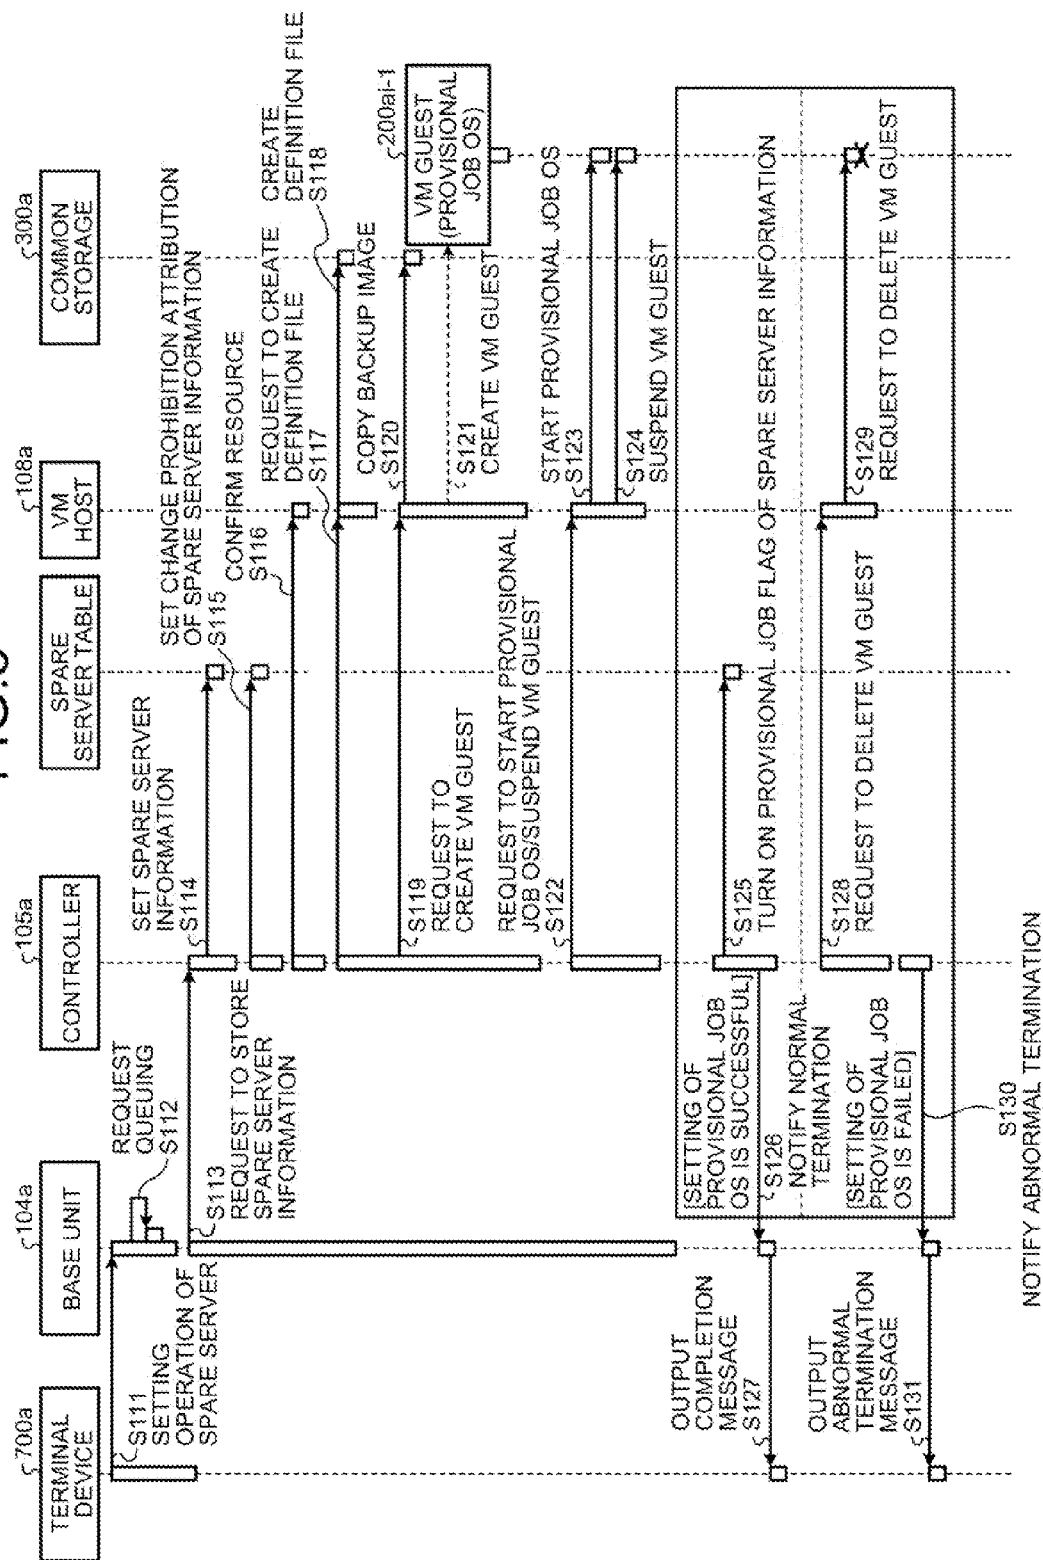 700a
TERMINAL
DEVICE
104a
BASE UNIT
105a
CONTROLLER
SPARE
SERVER TABLE
108a
VM
HOST
300a
COMMON
STORAGE
S111
SETTING
OPERATION OF
SPARE SERVER
REQUEST
QUEUING
S112
S113
REQUEST TO STORE
SPARE SERVER
INFORMATION
SET SPARE SERVER
INFORMATION
S114
SET CHANGE PROHIBITION ATTRIBUTION
OF SPARE SERVER INFORMATION
S115
CONFIRM RESOURCE
S116
REQUEST TO CREATE
DEFINITION FILE
S117
CREATE
DEFINITION FILE
S118
S119
REQUEST TO
CREATE VM GUEST
COPY BACKUP IMAGE
S120
S121
CREATE VM GUEST
200ai-1
VM GUEST
(PROVISIONAL
JOB OS)
REQUEST TO START PROVISIONAL
JOB OS/SUSPEND VM GUEST
S122
START PROVISIONAL JOB OS
S123
S124
SUSPEND VM GUEST
[SETTING OF
PROVISIONAL JOB
OS IS SUCCESSFUL]
S125
TURN ON PROVISIONAL JOB FLAG OF SPARE SERVER INFORMATION
S126
NOTIFY NORMAL
TERMINATION
OUTPUT
COMPLETION
MESSAGE
S127
[SETTING OF
PROVISIONAL JOB
OS IS FAILED]
S128
REQUEST TO DELETE VM GUEST
S129
REQUEST TO DELETE VM GUEST
S130
NOTIFY ABNORMAL TERMINATION
OUTPUT
ABNORMAL
TERMINATION
MESSAGE
S131